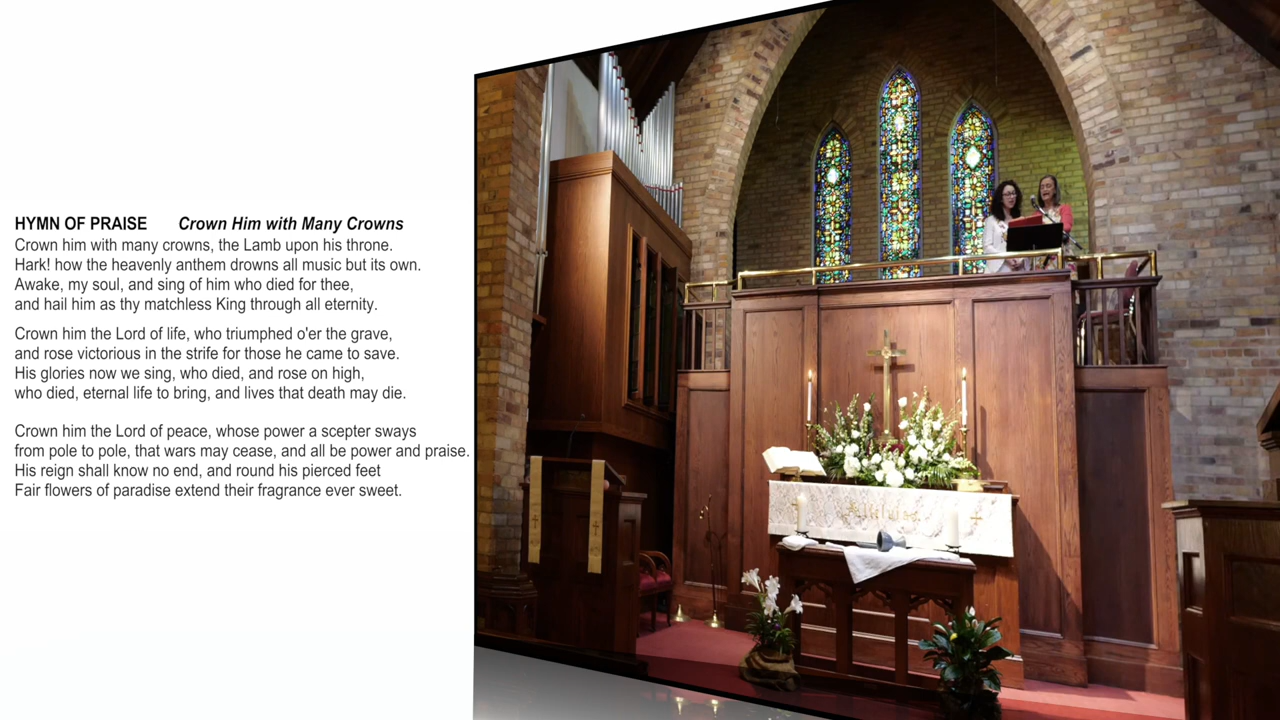 HYMN OF PRAISE Crown Him with Many Crowns
Crown him with many crowns, the Lamb upon his throne.
Hark! how the heavenly anthem drowns all music but its own.
Awake, my soul, and sing of him who died for thee,
and hail him as thy matchless King through all eternity.
Crown him the Lord of life, who triumphed o'er the grave,
and rose victorious in the strife for those he came to save.
His glories now we sing, who died, and rose on high,
who died, eternal life to bring, and lives that death may die.
Crown him the Lord of peace, whose power a scepter sways
from pole to pole, that wars may cease, and all be power and praise.
His reign shall know no end, and round his pierced feet
Fair flowers of paradise extend their fragrance ever sweet.
Alleluia